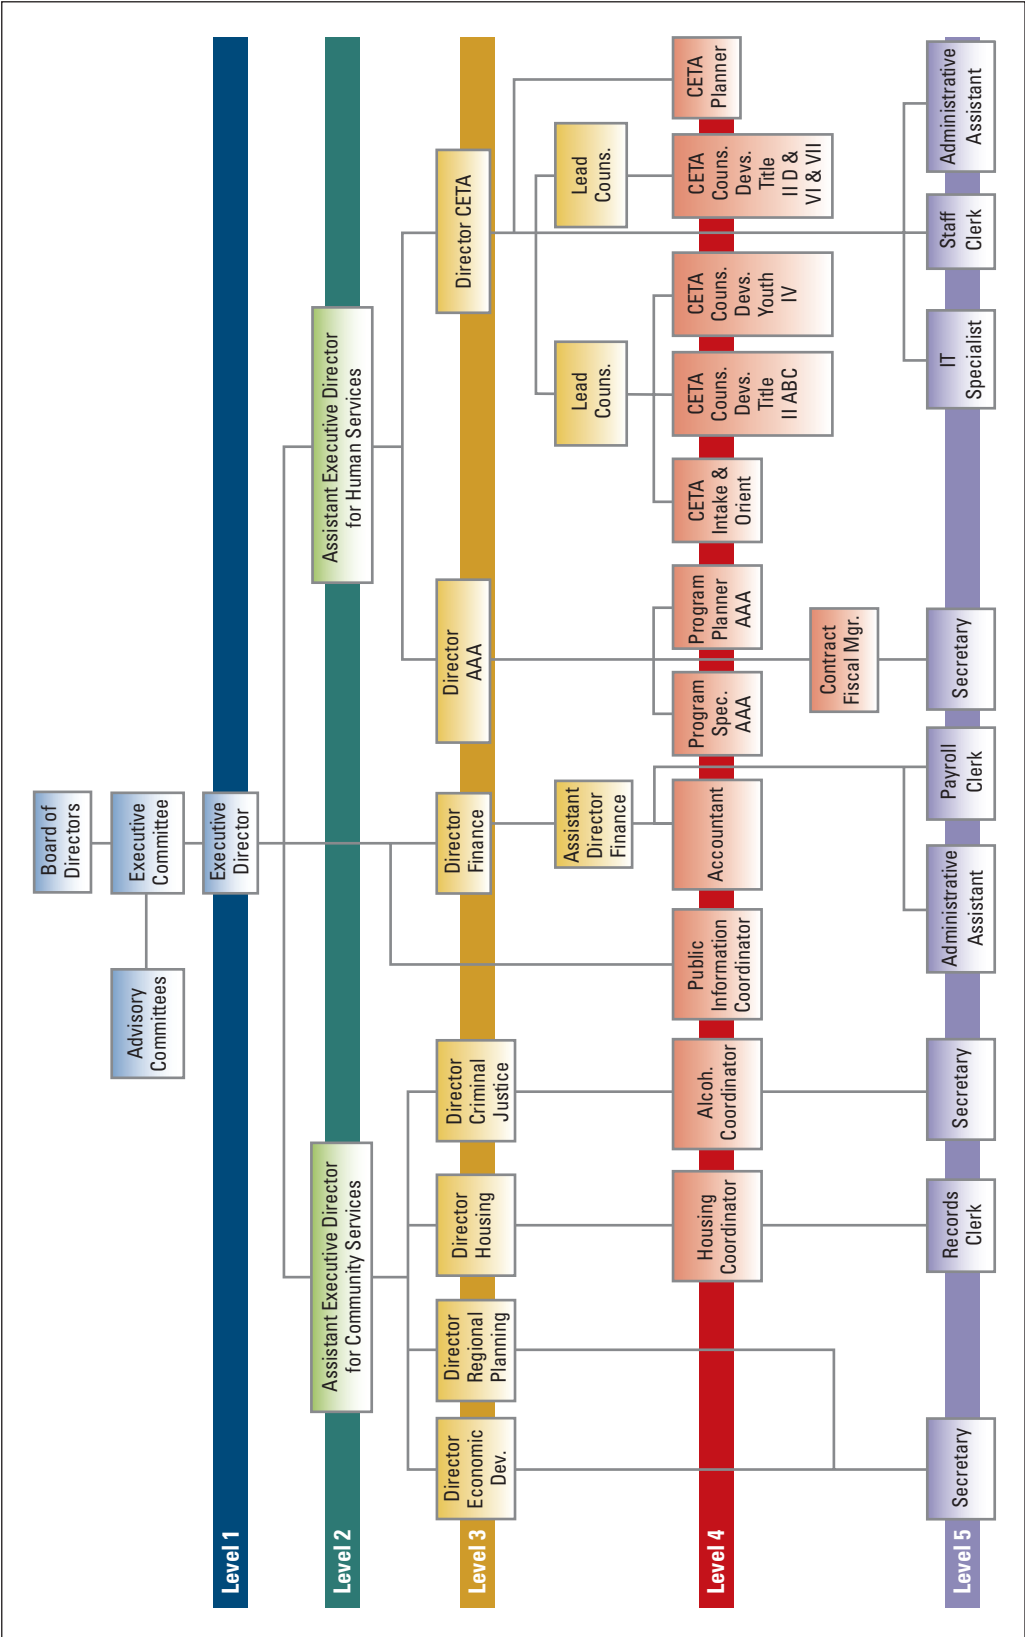 Board of
Directors
Advisory
Committees
Executive
Committee
Level 1
Executive
Director
Level 2
Assistant Executive Director
for Community Services
Assistant Executive Director
for Human Services
Level 3
Director
Economic
Dev.
Director
Regional
Planning
Director
Housing
Director
Criminal
Justice
Director
Finance
Director
AAA
Director CETA
Assistant
Director
Finance
Lead
Couns.
Lead
Couns.
Level 4
Housing
Coordinator
Alcoh.
Coordinator
Public
Information
Coordinator
Accountant
Program
Spec.
AAA
Program
Planner
AAA
CETA
Intake &
Orient
CETA
Couns.
Devs.
Title
II ABC
CETA
Couns.
Devs.
Youth
IV
CETA
Couns.
Devs.
Title
II D &
VI & VII
CETA
Planner
Contract
Fiscal Mgr.
Level 5
Secretary
Records
Clerk
Secretary
Administrative
Assistant
Payroll
Clerk
Secretary
IT
Specialist
Staff
Clerk
Administrative
Assistant